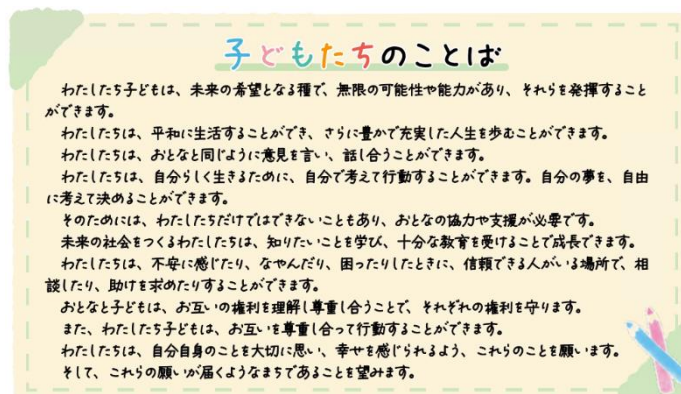 子どもたちのことば
わたしたち子どもは、未来の希望となる種で、無限の可能性や能力があり、それらを発揮すること
ができます。
わたしたちは、平和に生活することができ、さらに豊かで充実した人生を歩むことができます。
わたしたちは、おとなと同じように意見を言い、話し合うことができます。
わたしたちは、自分らしく生きるために、自分で考えて行動することができます。自分の夢を、自由
に考えて決めることができます。
そのためには、わたしたちだけではできないこともあり、おとなの協力や支援が必要です。
未来の社会をつくるわたしたちは、知りたいことを学び、十分な教育を受けることで成長できます。
わたしたちは、不安に感じたり、なやんだり、困ったりしたときに、信頼できる人がいる場所で、相
談したり、助けを求めたりすることができます。
おとなと子どもは、お互いの権利を理解し尊重し合うことで、それぞれの権利を守ります。
また、わたしたち子どもは、お互いを尊重し合って行動することができます。
わたしたちは、自分自身のことを大切に思い、幸せを感じられるよう、これらのことを願います。
そして、これらの願いが届くようなまちであることを望みます。